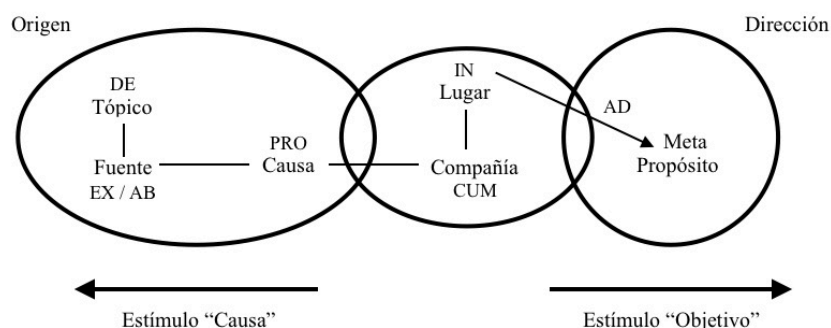 Origen
Dirección
DE
Tópico
Fuente
EX / AB
PRO
Causa
IN
Lugar
Compañía
CUM
AD
Meta
Propósito
Estímulo “Causa”
Estímulo “Objetivo”